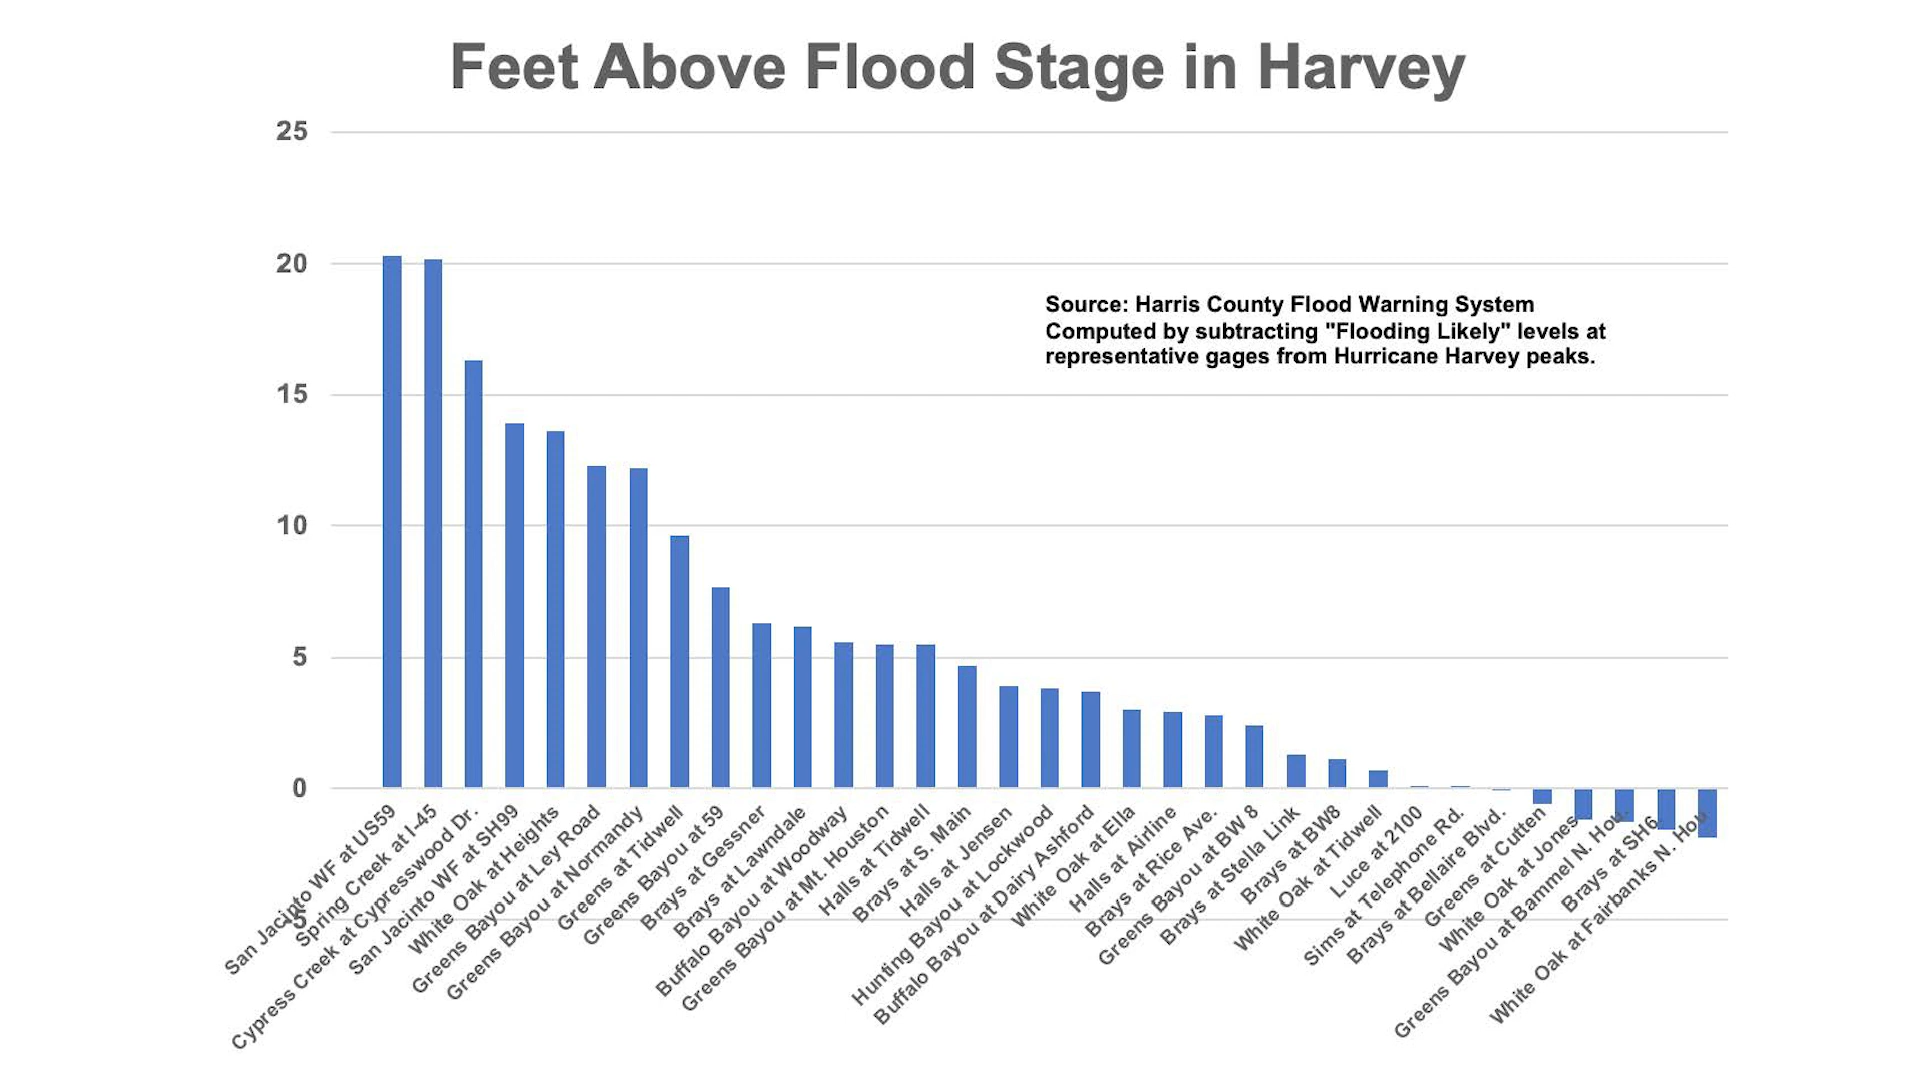 Feet Above Flood Stage in Harvey
25
20
15
10
5
0
-5
Source: Harris County Flood Warning System
Computed by subtracting "Flooding Likely" levels at
representative gages from Hurricane Harvey peaks.
San Jacinto WF at US59
Spring Creek at I-45
Cypress Creek at Cypresswood Dr.
San Jacinto WF at SH99
White Oak at Heights
Greens Bayou at Ley Road
Greens Bayou at Normandy
Greens at Tidwell
Greens Bayou at 59
Brays at Gessner
Brays at Lawndale
Buffalo Bayou at Woodway
Greens Bayou at Mt. Houston
Halls at Tidwell
Brays at S. Main
Halls at Jensen
Hunting Bayou at Lockwood
Buffalo Bayou at Dairy Ashford
White Oak at Ella
Halls at Airline
Brays at Rice Ave.
Greens Bayou at BW 8
Brays at Stella Link
Brays at BW8
White Oak at Tidwell
Luce at 2100
Sims at Telephone Rd.
Brays at Bellaire Blvd.
Greens at Cutten
White Oak at Jones
Greens Bayou at Bammel N. Hou.
Brays at SH6.
White Oak at Fairbanks N. Hou.